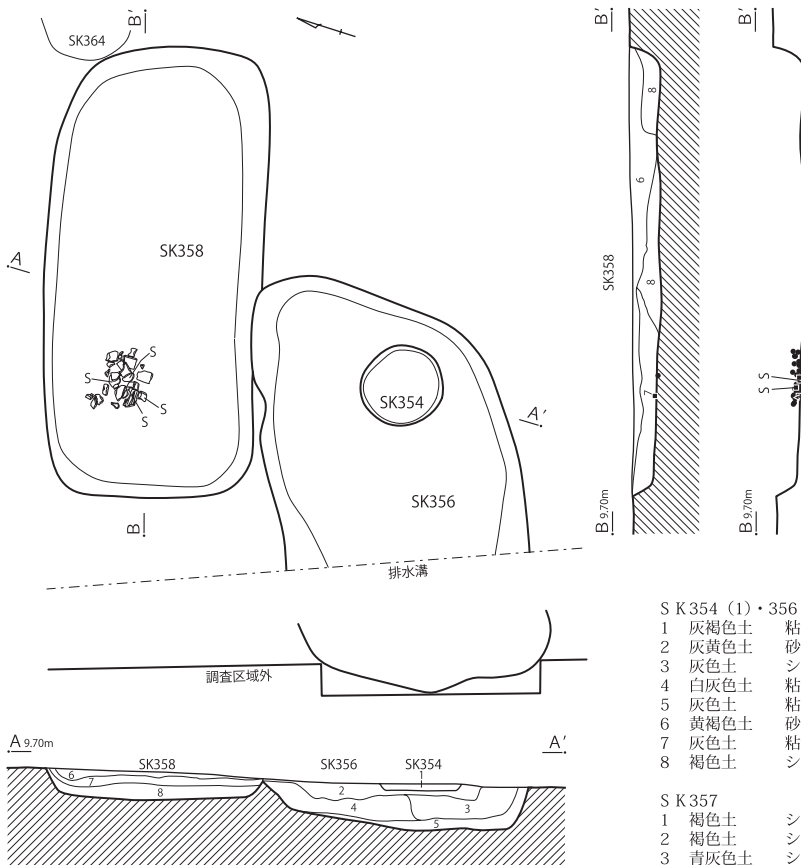 B'
SK364
A
SK358
S
S
S
S
SK354
A'
SK356
B
排水溝
調査区域外
B'
8
6
SK358
8
7
B 9.70m
B'
S
S
B 9.70m
A 9.70m
SK358
SK356
SK354
A'
6
7
8
1
2
3
4
5
SK354（1）・356
1 灰褐色土 粘
2 灰黄色土 砂
3 灰色土 シ
4 白灰色土 粘
5 灰色土 粘
6 黄褐色土 砂
7 灰色土 粘
8 褐色土 シ
SK357
1 褐色土 シ
2 褐色土 シ
3 青灰色土 シ